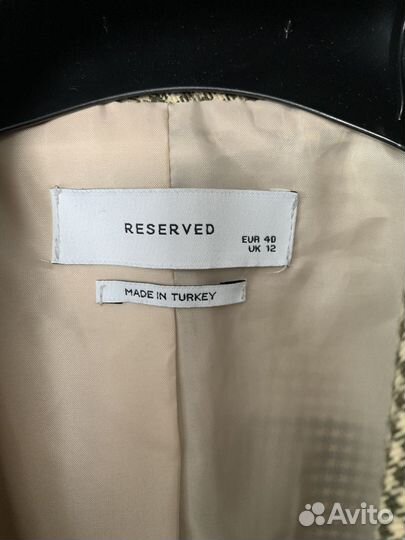 RESERVED
EUR 40
UK 12
MADE IN TURKEY
Avito